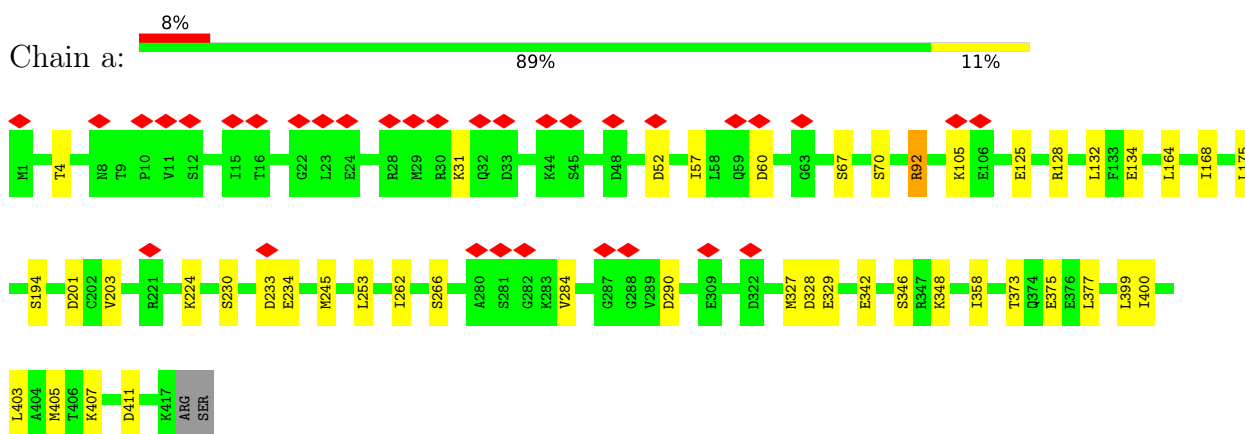 8%
Chain a:
89% 11%
M1 T4 N8 T9 P10 V11 S12 I15 T16 G22 L23 E24 R28 M29 R30 K31 Q32 D33 K44 S45 D48 D52 I57 L58 Q59 D60 G63 S67 S70 R92 K105 E106 E125 R128 L132 F133 E134 L164 I168 L175
S194 D201 C202 V203 R221 K224 S230 D233 E234 M245 L253 I262 S266 A280 S281 G282 K283 V284 G287 G288 V289 D290 E309 D322 M327 D328 E329 E342 S346 R347 K348 I358 T373 Q374 E375 E376 L377 L399 I400
L403 A404 M405 T406 K407 D411 K417 ARG SER